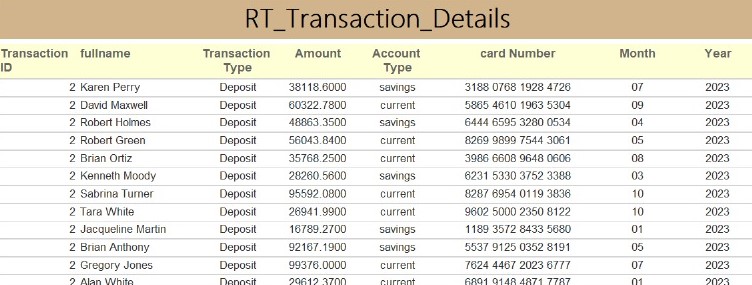 RT_Transaction_Details
Transaction ID fullname Transaction Type Amount Account Type card Number Month Year
2 Karen Perry Deposit 38118.6000 savings 3188 0768 1928 4726 07 2023
2 David Maxwell Deposit 60322.7800 current 5865 4610 1963 5304 09 2023
2 Robert Holmes Deposit 48863.3500 savings 6444 6595 3280 0534 04 2023
2 Robert Green Deposit 56043.8400 current 8269 9899 7544 3061 05 2023
2 Brian Ortiz Deposit 35768.2500 current 3986 6608 9648 0606 08 2023
2 Kenneth Moody Deposit 28260.5600 savings 6231 5330 3752 3388 03 2023
2 Sabrina Turner Deposit 95592.0800 current 8287 6954 0119 3836 10 2023
2 Tara White Deposit 26941.9900 current 9602 5000 2350 8122 10 2023
2 Jacqueline Martin Deposit 16789.2700 savings 1189 3572 8433 5680 01 2023
2 Brian Anthony Deposit 92167.1900 savings 5537 9125 0352 8191 05 2023
2 Gregory Jones Deposit 99376.0000 current 7624 4467 2023 6777 07 2023
2 Alan White Deposit 29612.3700 current 6891 9148 4871 7787 01 2023